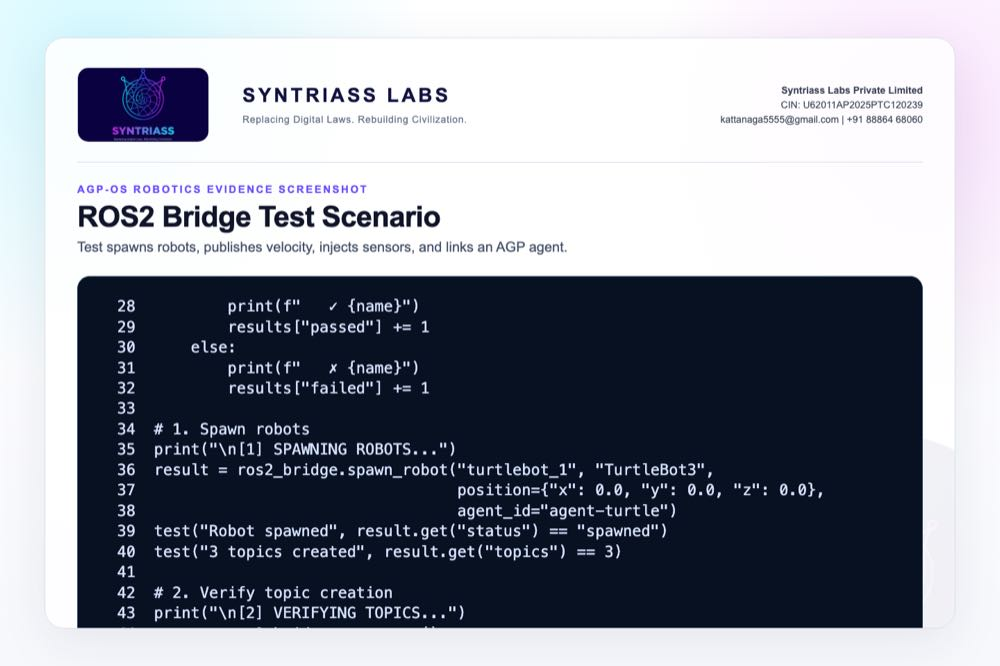 SYNTRIASS
SYNTRIASS LABS
Replacing Digital Laws. Rebuilding Civilization.
Syntriass Labs Private Limited
CIN: U62011AP2025PTC120239
kattanaga5555@gmail.com | +91 88864 68060
AGP-OS ROBOTICS EVIDENCE SCREENSHOT
ROS2 Bridge Test Scenario
Test spawns robots, publishes velocity, injects sensors, and links an AGP agent.
28 print(f"   ✓ {name}")
29 results["passed"] += 1
30 else:
31 print(f"   ✗ {name}")
32 results["failed"] += 1
33
34 # 1. Spawn robots
35 print("\n[1] SPAWNING ROBOTS...")
36 result = ros2_bridge.spawn_robot("turtlebot_1", "TurtleBot3",
37 position={"x": 0.0, "y": 0.0, "z": 0.0},
38 agent_id="agent-turtle")
39 test("Robot spawned", result.get("status") == "spawned")
40 test("3 topics created", result.get("topics") == 3)
41
42 # 2. Verify topic creation
43 print("\n[2] VERIFYING TOPICS...")